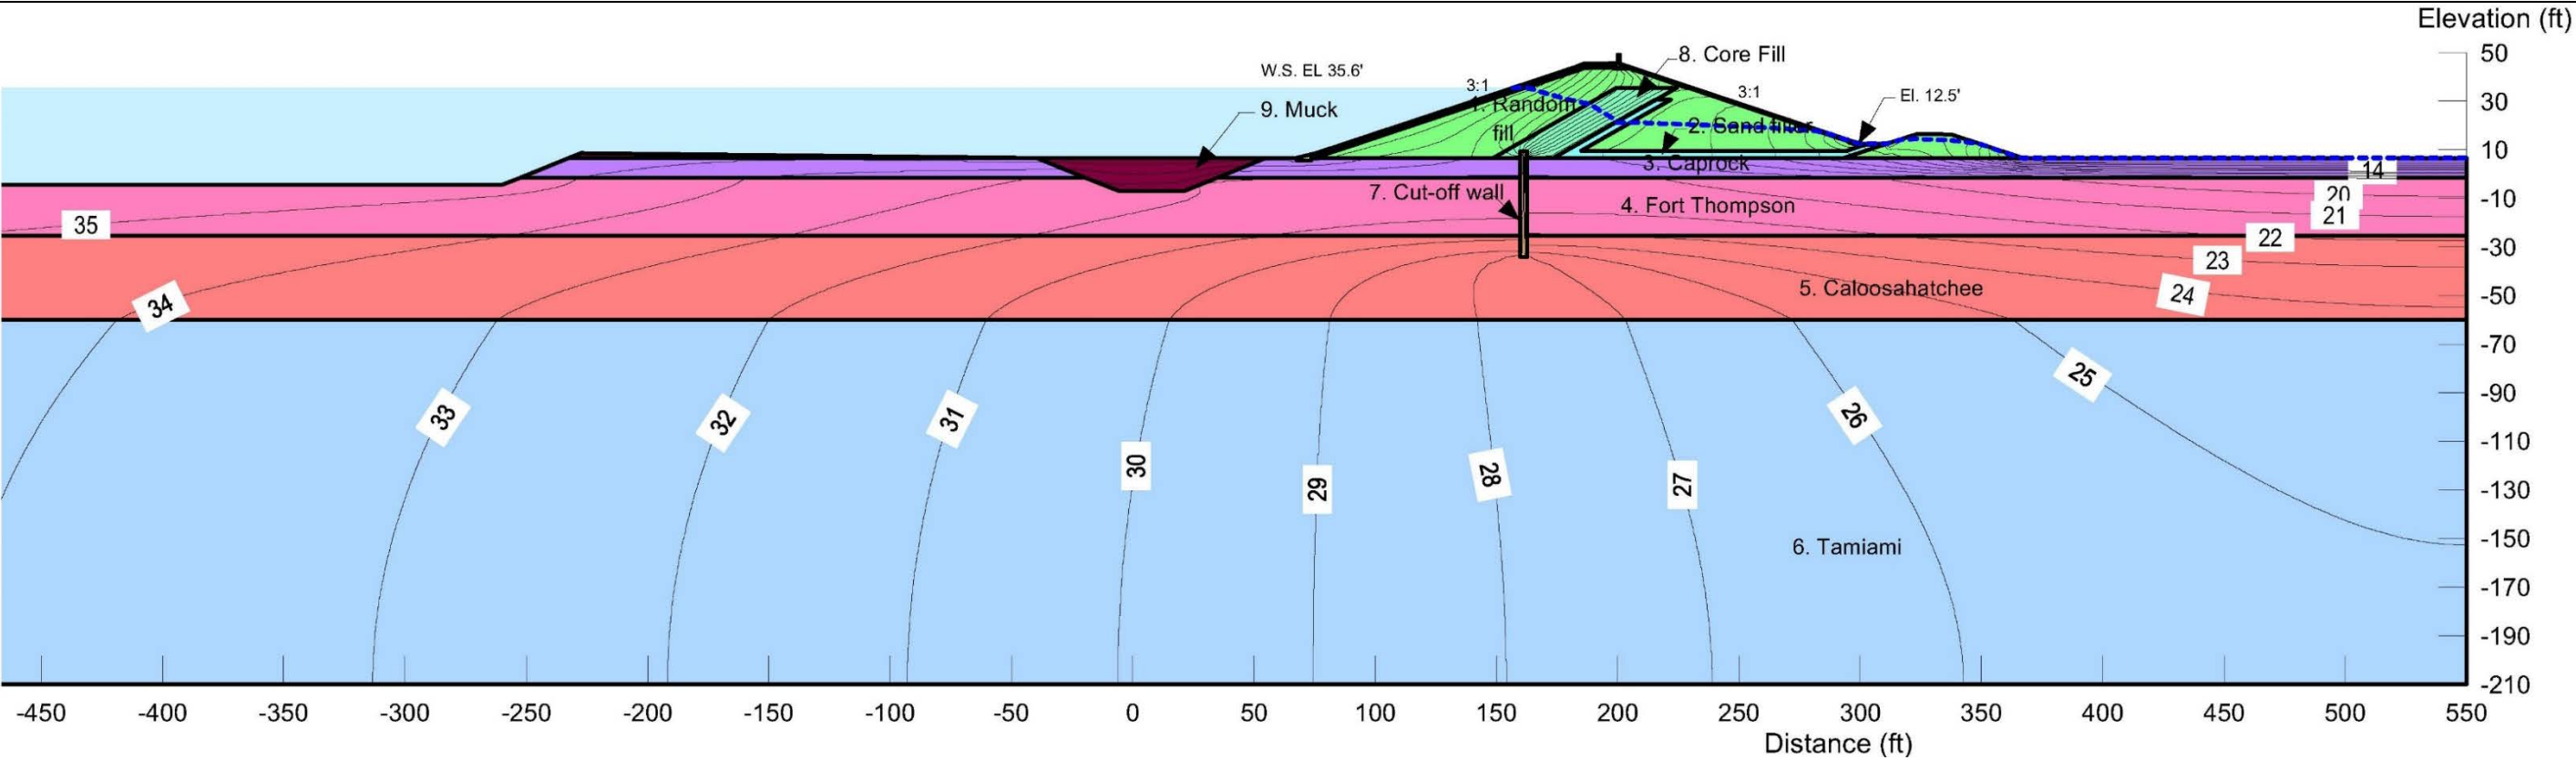 Elevation (ft)
50
8. Core Fill
W.S. EL 35.6'
3:1
3:1
El. 12.5'
30
9. Muck
1. Random
fill
2. Sand filter
10
3. Caprock
14
7. Cut-off wall
4. Fort Thompson
20
-10
35
21
22
-30
23
34
5. Caloosahatchee
24
-50
-70
25
-90
33
32
31
26
-110
30
29
28
27
-130
6. Tamiami
-150
-170
-190
-210
-450 -400 -350 -300 -250 -200 -150 -100 -50 0 50 100 150 200 250 300 350 400 450 500 550
Distance (ft)